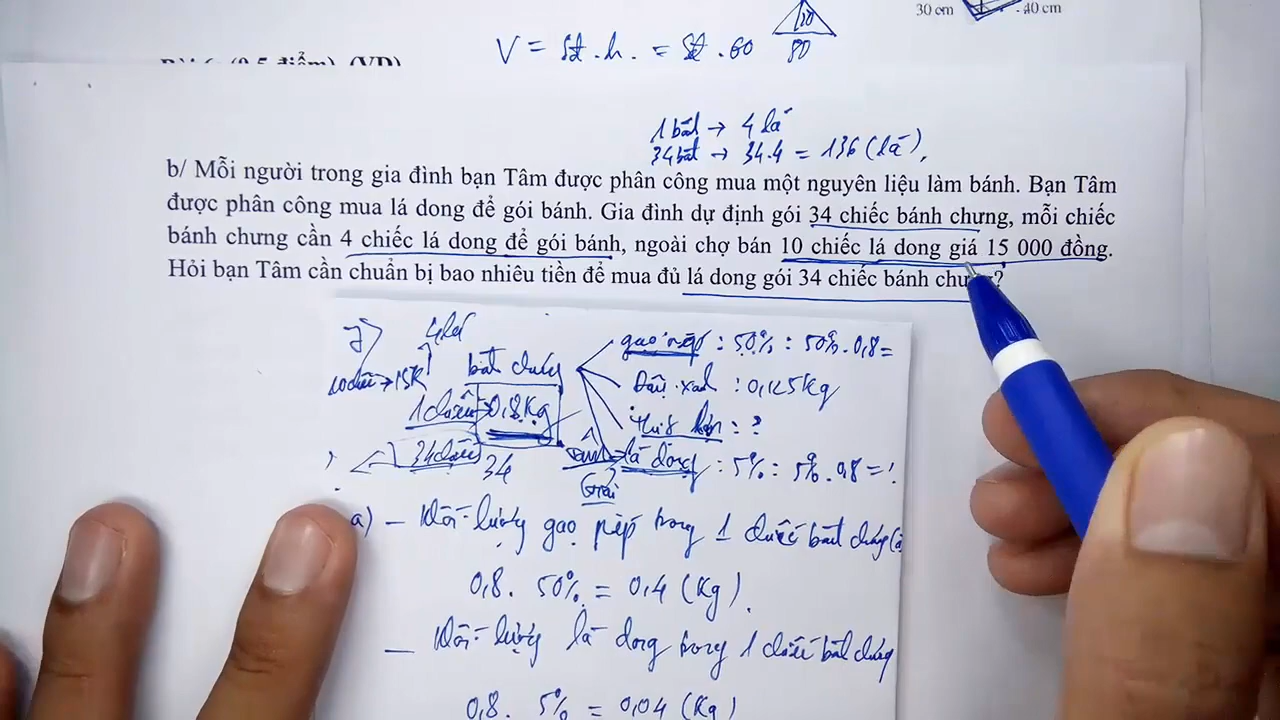 30 cm
40 cm
V = Sđ . h. = Sđ . 60
80
1 bánh → 4 lá
34 bánh → 34.4 = 136 (lá),
b/ Mỗi người trong gia đình bạn Tâm được phân công mua một nguyên liệu làm bánh. Bạn Tâm
được phân công mua lá dong để gói bánh. Gia đình dự định gói 34 chiếc bánh chưng, mỗi chiếc
bánh chưng cần 4 chiếc lá dong để gói bánh, ngoài chợ bán 10 chiếc lá dong giá 15 000 đồng.
Hỏi bạn Tâm cần chuẩn bị bao nhiêu tiền để mua đủ lá dong gói 34 chiếc bánh
4 lá
gạo nếp : 50% : 50% . 0,8 =
bánh chưng
10 chiếc → 15K
Đậu xanh : 0,125kg
1 chiếc 0,8kg
: ?
34 chiếc
34
lá dong : 5% : 5% . 0,8 = !
Giải
a) - Khối lượng gạo nếp trong 1 chiếc bánh chưng
0,8 . 50% = 0,4 (kg).
- Khối lượng lá dong trong 1 chiếc bánh chưng
0,8 . 5% = 0,04 (kg)